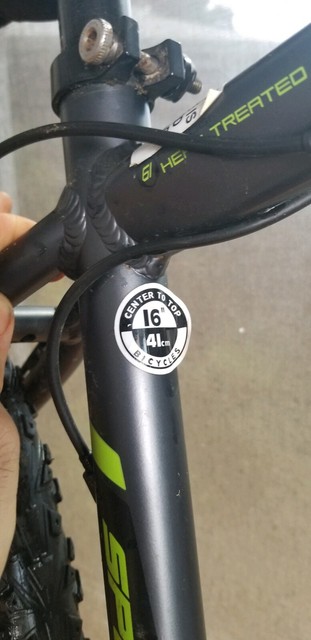 HEAT TREATED
CENTER TO TOP
16"
41cm
BICYCLES